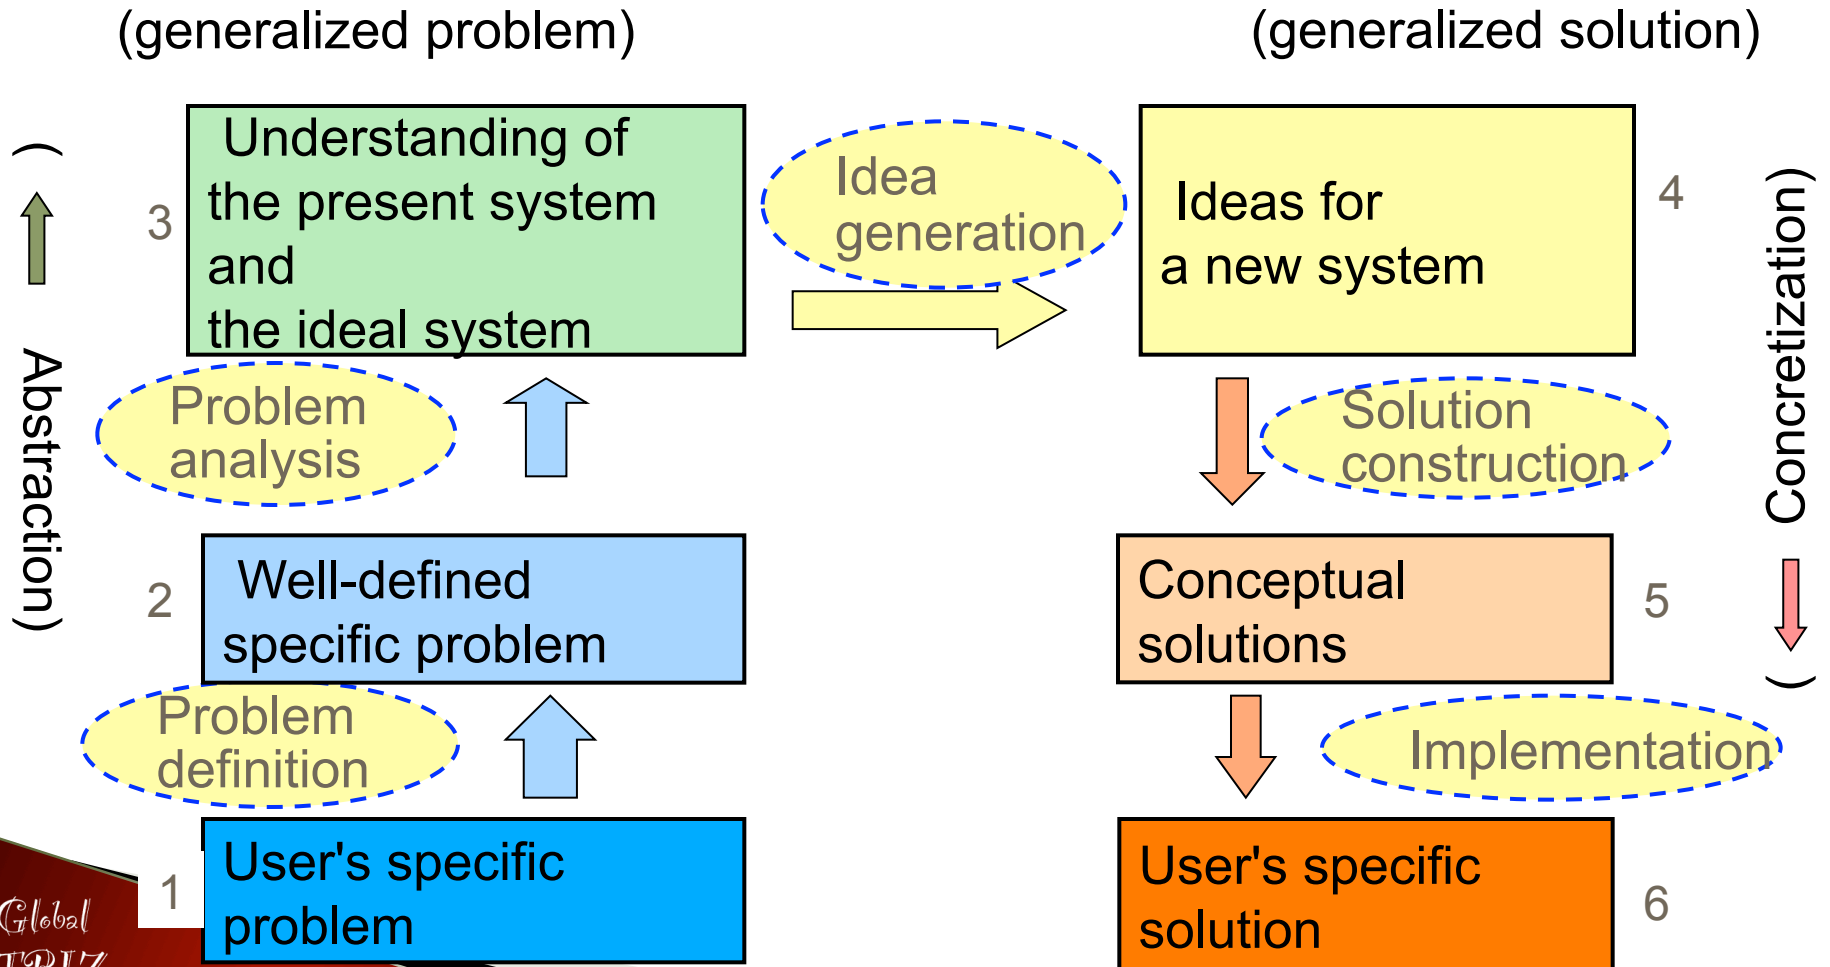 (generalized problem)
(generalized solution)
( Abstraction)
3
Understanding of
the present system
and
the ideal system
Idea
generation
Ideas for
a new system
4
( Concretization)
Problem
analysis
Solution
construction
2
Well-defined
specific problem
Conceptual
solutions
5
Problem
definition
Implementation
1
User's specific
problem
User's specific
solution
6
Global
TRIZ